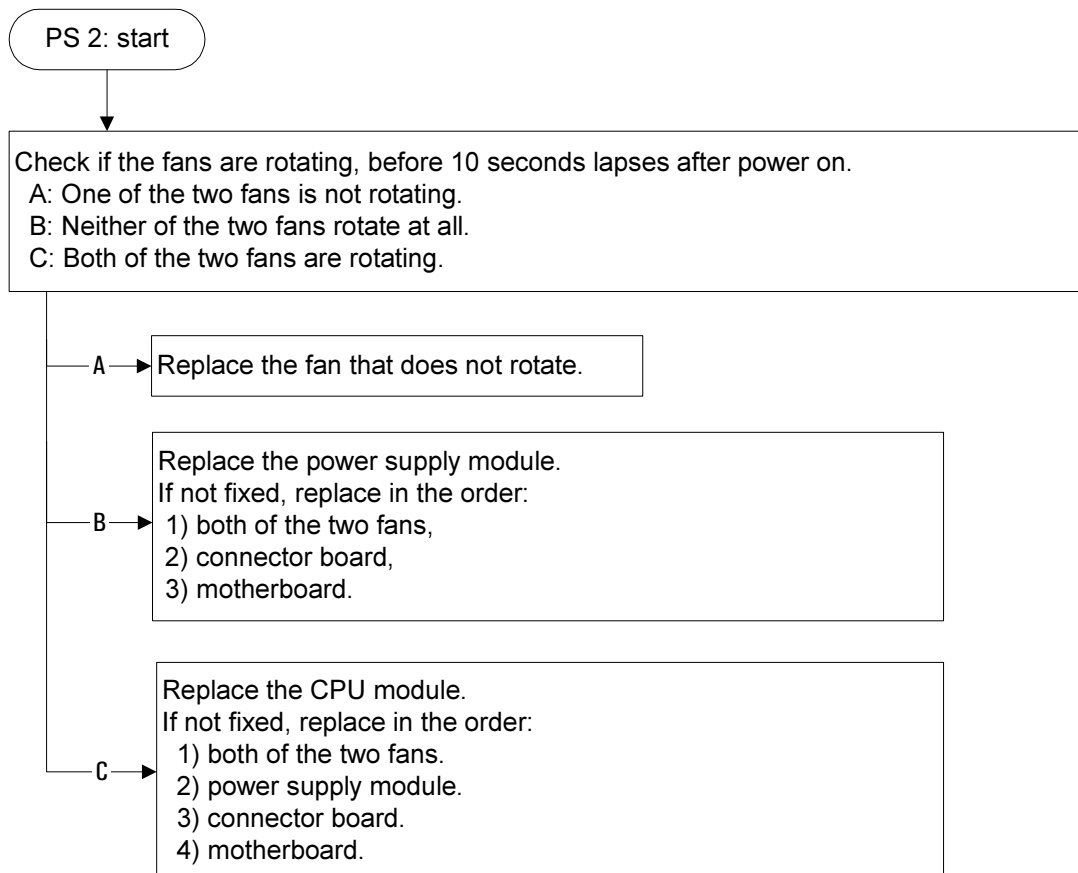 PS 2: start
Check if the fans are rotating, before 10 seconds lapses after power on.
A: One of the two fans is not rotating.
B: Neither of the two fans rotate at all.
C: Both of the two fans are rotating.
A
Replace the fan that does not rotate.
B
Replace the power supply module.
If not fixed, replace in the order:
1) both of the two fans,
2) connector board,
3) motherboard.
C
Replace the CPU module.
If not fixed, replace in the order:
1) both of the two fans.
2) power supply module.
3) connector board.
4) motherboard.